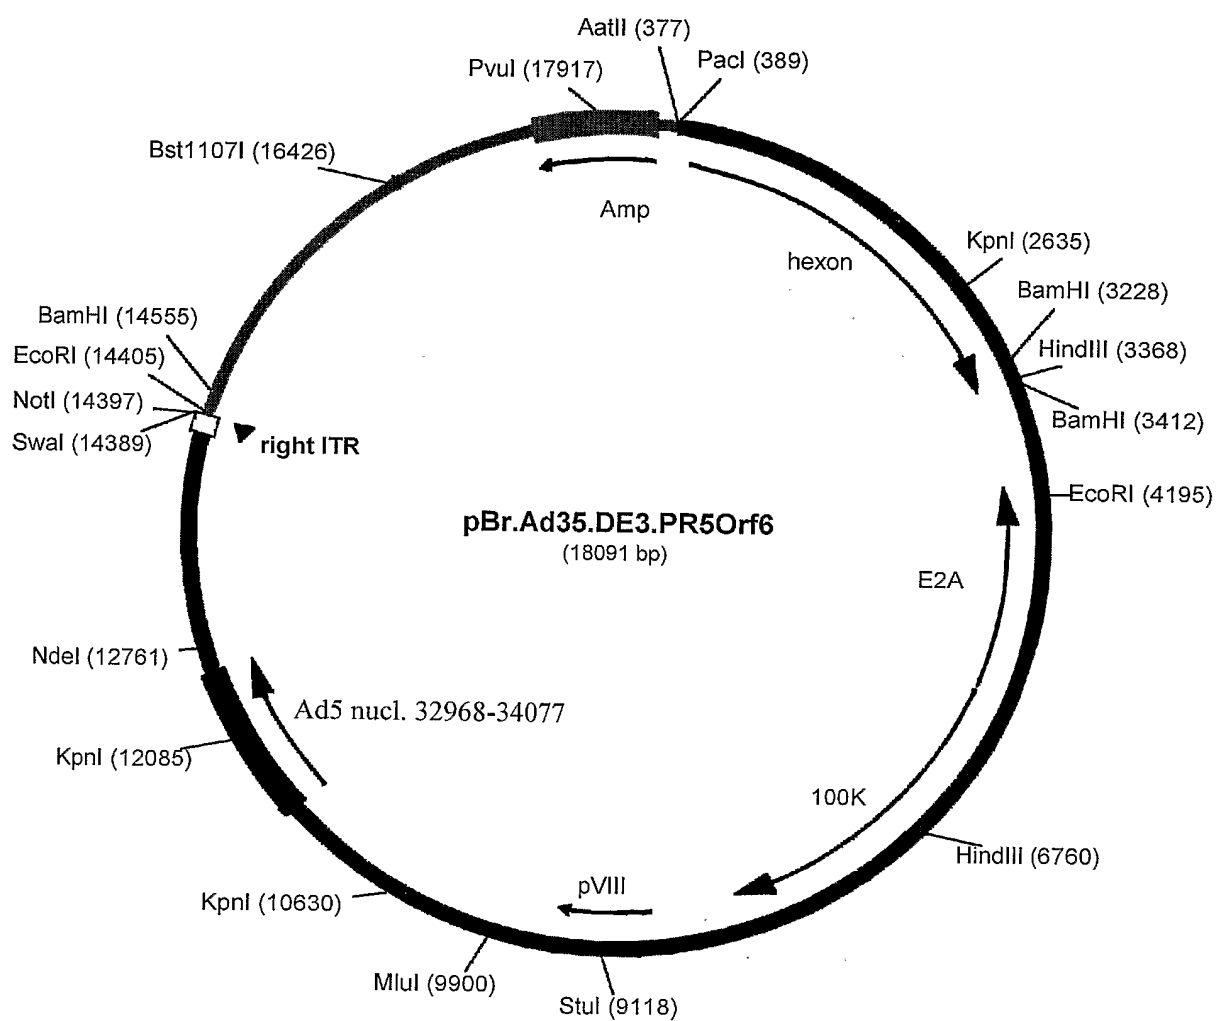 AatII (377)
PacI (389)
PvuI (17917)
Bst1107I (16426)
Amp
hexon
KpnI (2635)
BamHI (3228)
HindIII (3368)
BamHI (3412)
BamHI (14555)
EcoRI (14405)
NotI (14397)
SwaI (14389)
right ITR
EcoRI (4195)
pBr.Ad35.DE3.PR5Orf6
(18091 bp)
E2A
NdeI (12761)
Ad5 nucl. 32968-34077
KpnI (12085)
100K
HindIII (6760)
pVIII
KpnI (10630)
MluI (9900)
StuI (9118)